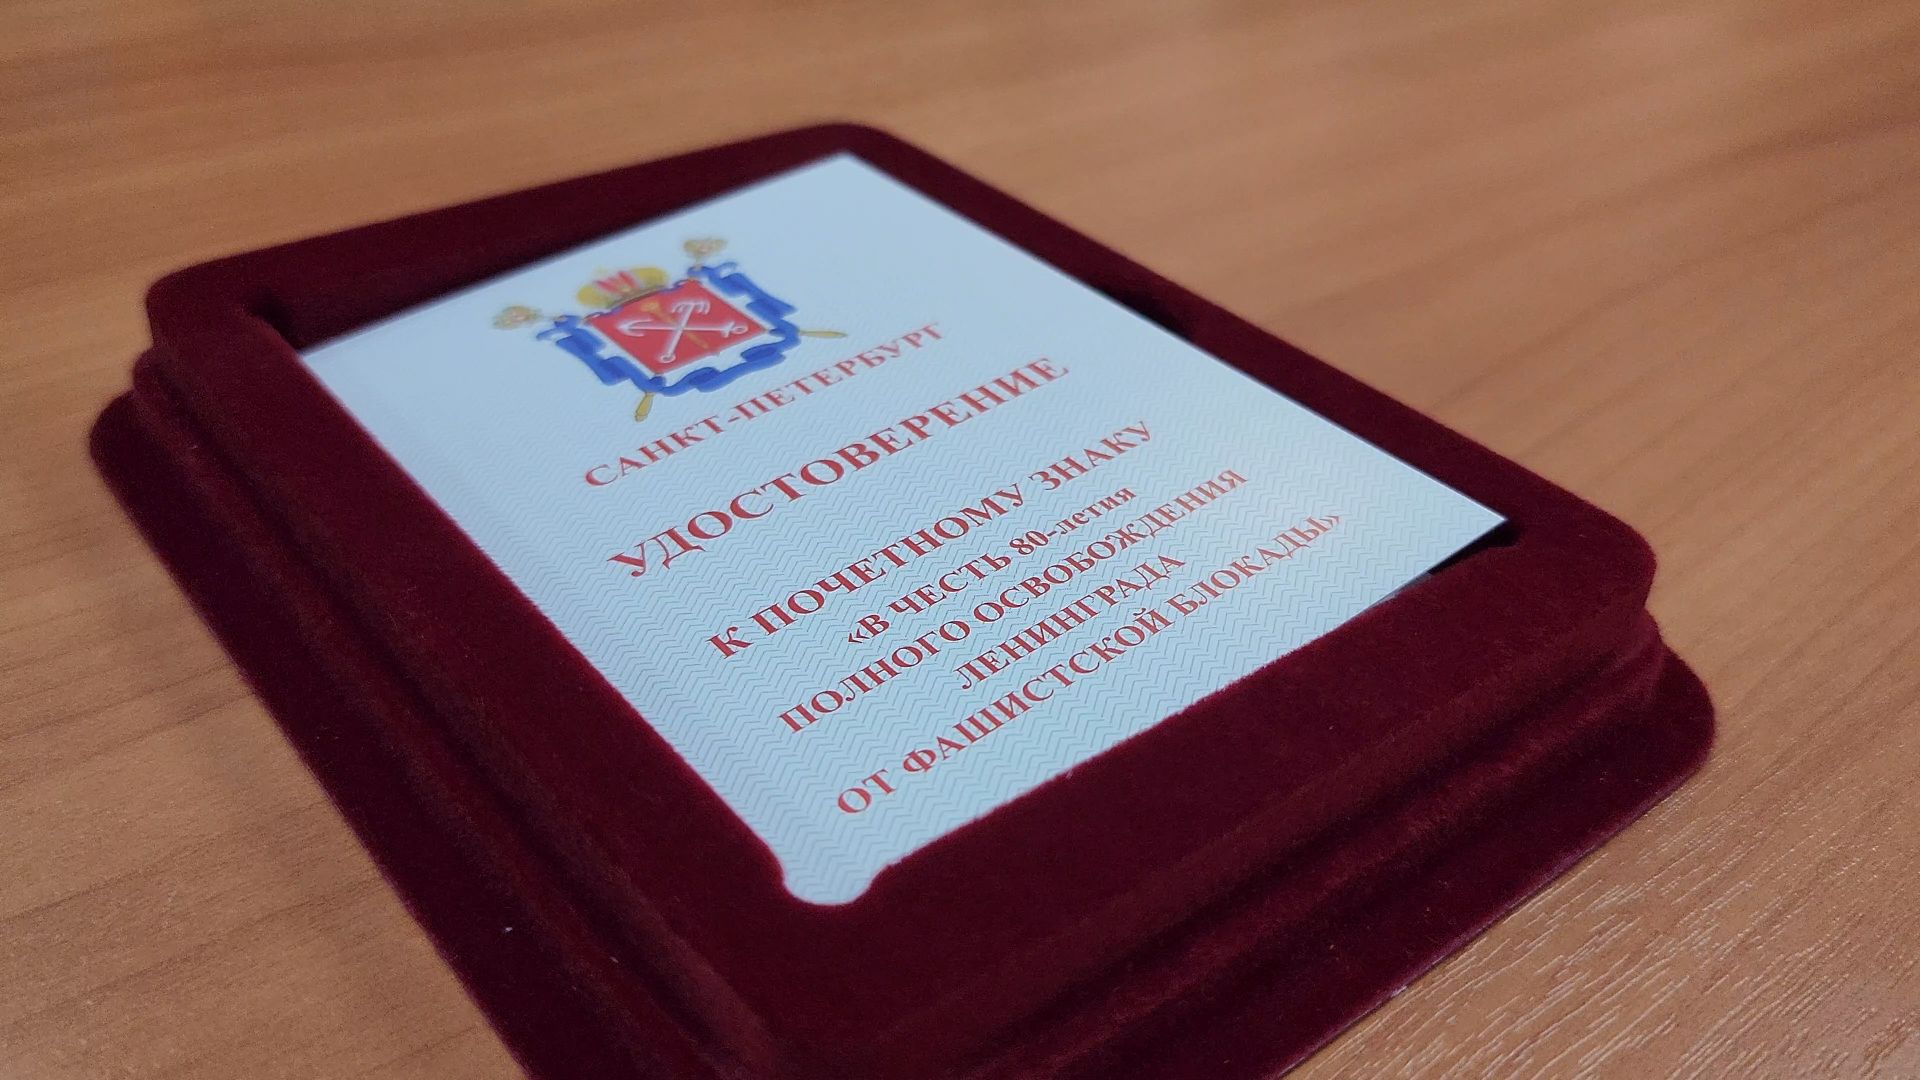 САНКТ-ПЕТЕРБУРГ
УДОСТОВЕРЕНИЕ
К ПОЧЕТНОМУ ЗНАКУ
«В ЧЕСТЬ 80-летия
ПОЛНОГО ОСВОБОЖДЕНИЯ
ЛЕНИНГРАДА
ОТ ФАШИСТСКОЙ БЛОКАДЫ»